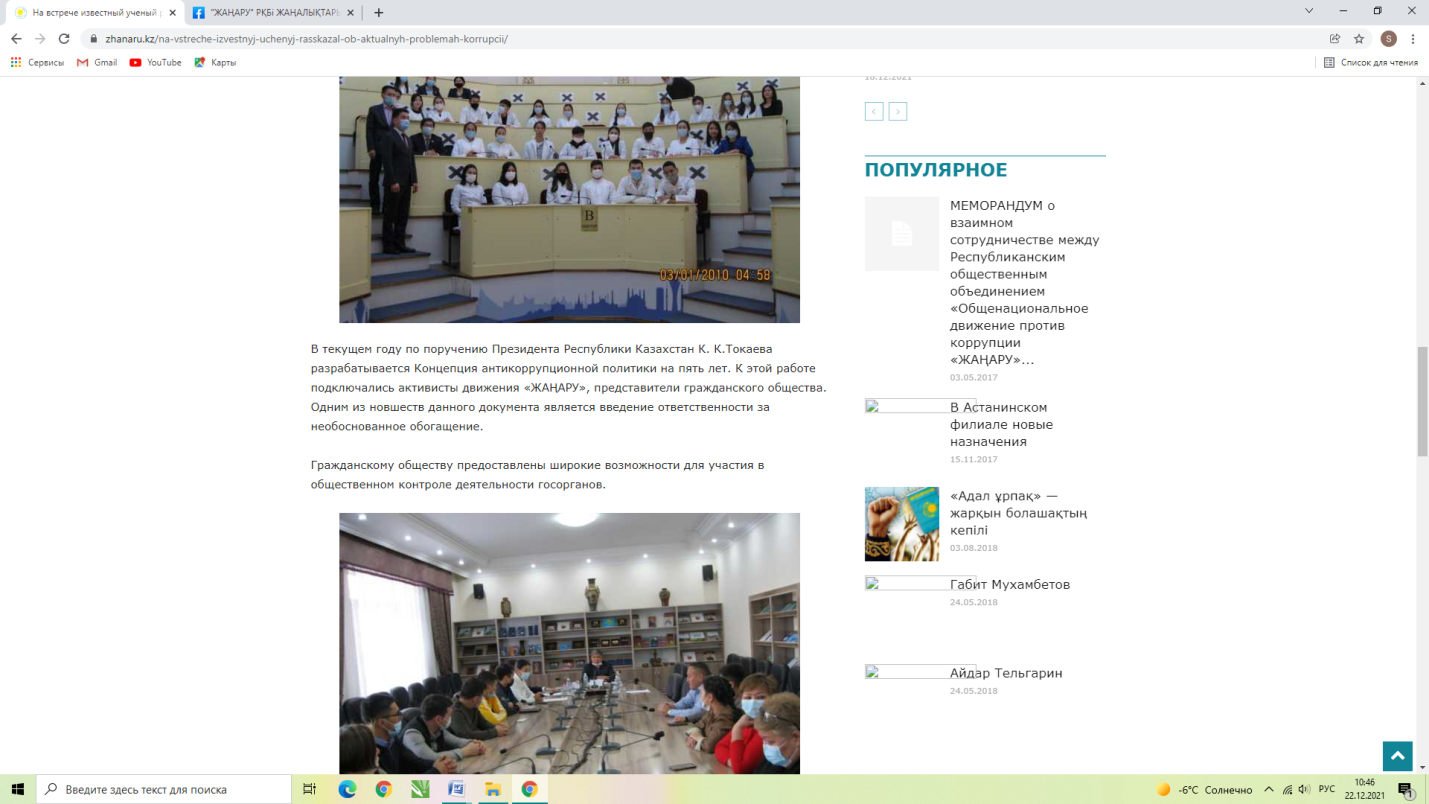 На встрече известный ученый
"ЖАҢАРУ" РҚБі ЖАҢАЛЫҚТАРЫ
zhanaru.kz/na-vstreche-izvestnyj-uchenyj-rasskazal-ob-aktualnyh-problemah-korrupcii/
S
Сервисы
Gmail
YouTube
Карты
Список для чтения
16.12.2021
B
03/01/2010 04 58
В текущем году по поручению Президента Республики Казахстан К. К.Токаева
разрабатывается Концепция антикоррупционной политики на пять лет. К этой работе
подключались активисты движения «ЖАҢАРУ», представители гражданского общества.
Одним из новшеств данного документа является введение ответственности за
необоснованное обогащение.
Гражданскому обществу предоставлены широкие возможности для участия в
общественном контроле деятельности госорганов.
ПОПУЛЯРНОЕ
МЕМОРАНДУМ о
взаимном
сотрудничестве между
Республиканским
общественным
объединением
«Общенациональное
движение против
коррупции
«ЖАҢАРУ»...
03.05.2017
В Астанинском
филиале новые
назначения
15.11.2017
«Адал ұрпақ» —
жарқын болашақтың
кепілі
03.08.2018
Габит Мухамбетов
24.05.2018
Айдар Тельгарин
24.05.2018
Введите здесь текст для поиска
-6°C Солнечно
РУС
10:46
22.12.2021
1